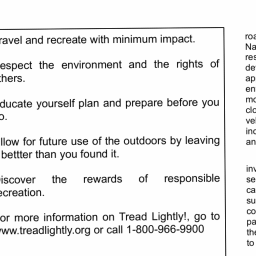 ravel and recreate with minimum impact.
espect the environment and the rights of
thers.
ducate yourself plan and prepare before you
o.
llow for future use of the outdoors by leaving
bettter than you found it.
iscover the rewards of responsible
ecreation.
or more information on Tread Lightly!, go to
www.treadlightly.org or call 1-800-966-9900
roa
Na
res
de
ap
en
mo
clo
vel
inc
an
inv
se
ca
su
co
pa
the
to